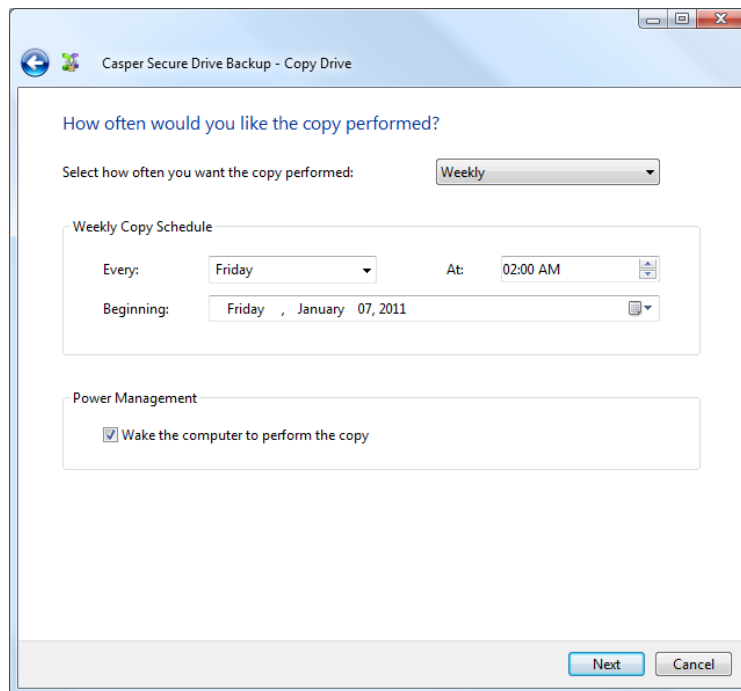 Casper Secure Drive Backup - Copy Drive
How often would you like the copy performed?
Select how often you want the copy performed: Weekly
Weekly Copy Schedule
Every: Friday At: 02:00 AM
Beginning: Friday , January 07, 2011
Power Management
Wake the computer to perform the copy
Next Cancel